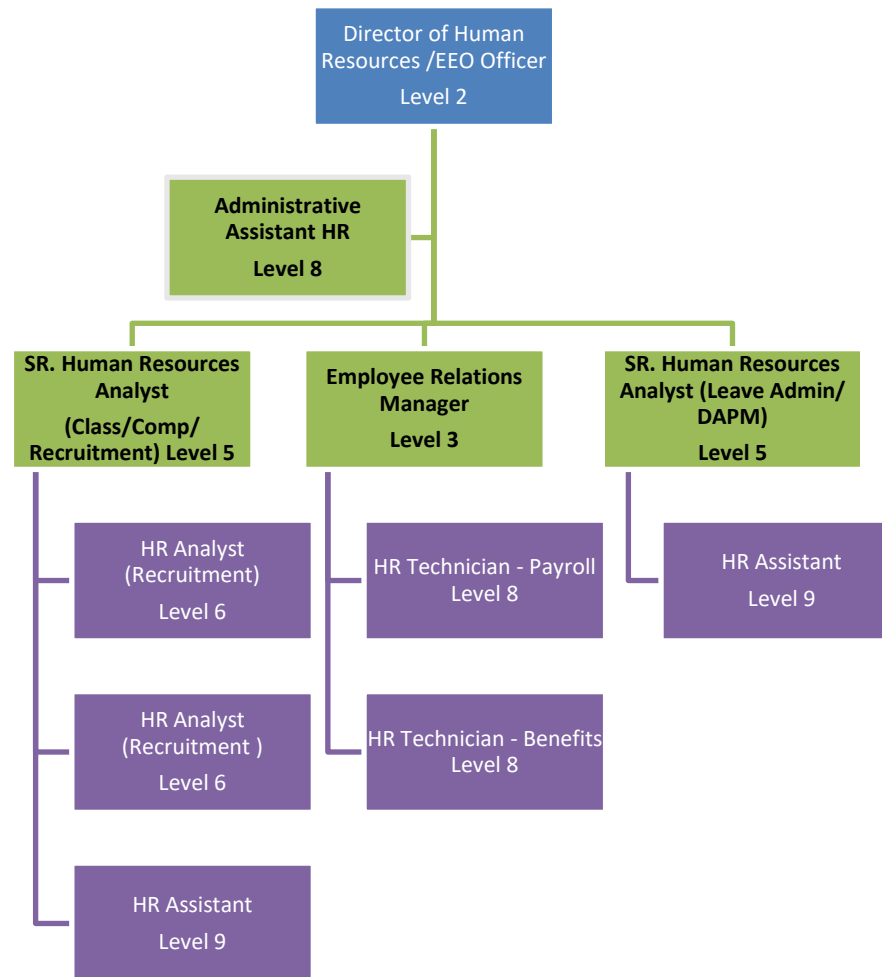 Director of Human
Resources /EEO Officer
Level 2
Administrative
Assistant HR
Level 8
SR. Human Resources
Analyst
(Class/Comp/
Recruitment) Level 5
Employee Relations
Manager
Level 3
SR. Human Resources
Analyst (Leave Admin/
DAPM)
Level 5
HR Analyst
(Recruitment)
Level 6
HR Technician - Payroll
Level 8
HR Assistant
Level 9
HR Analyst
(Recruitment )
Level 6
HR Technician - Benefits
Level 8
HR Assistant
Level 9